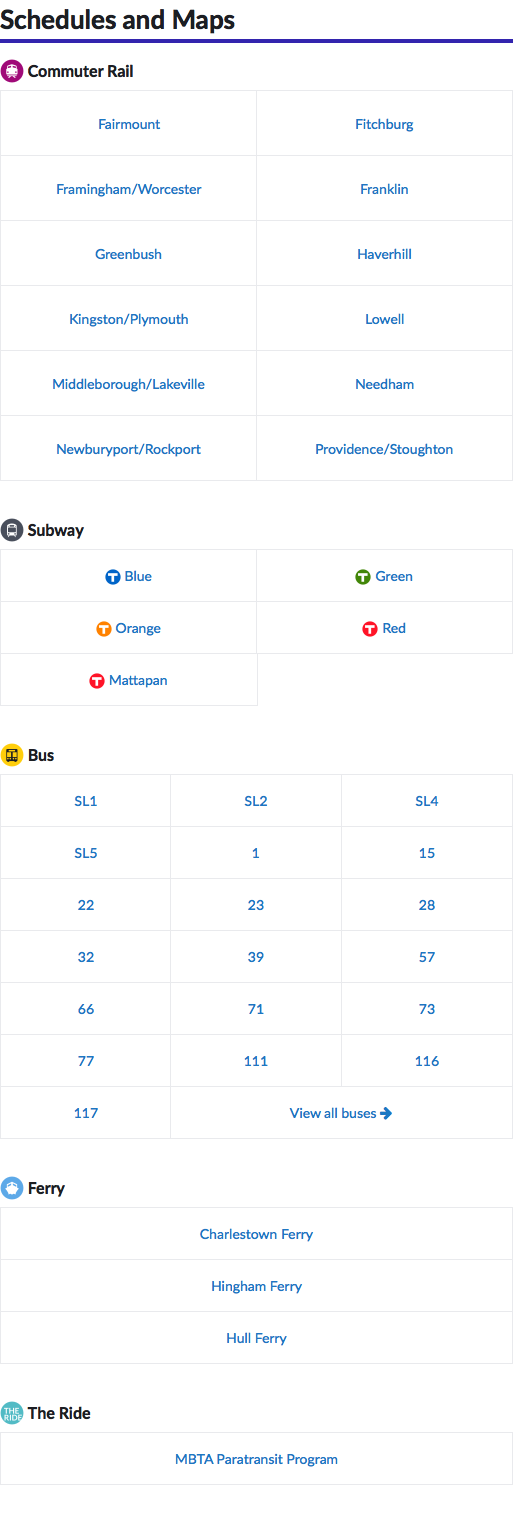 Schedules and Maps
Commuter Rail
Fairmount Fitchburg
Framingham/Worcester Franklin
Greenbush Haverhill
Kingston/Plymouth Lowell
Middleborough/Lakeville Needham
Newburyport/Rockport Providence/Stoughton
Subway
T Blue T Green
T Orange T Red
T Mattapan
Bus
SL1 SL2 SL4
SL5 1 15
22 23 28
32 39 57
66 71 73
77 111 116
117 View all buses
Ferry
Charlestown Ferry
Hingham Ferry
Hull Ferry
THE
RIDE
The Ride
MBTA Paratransit Program